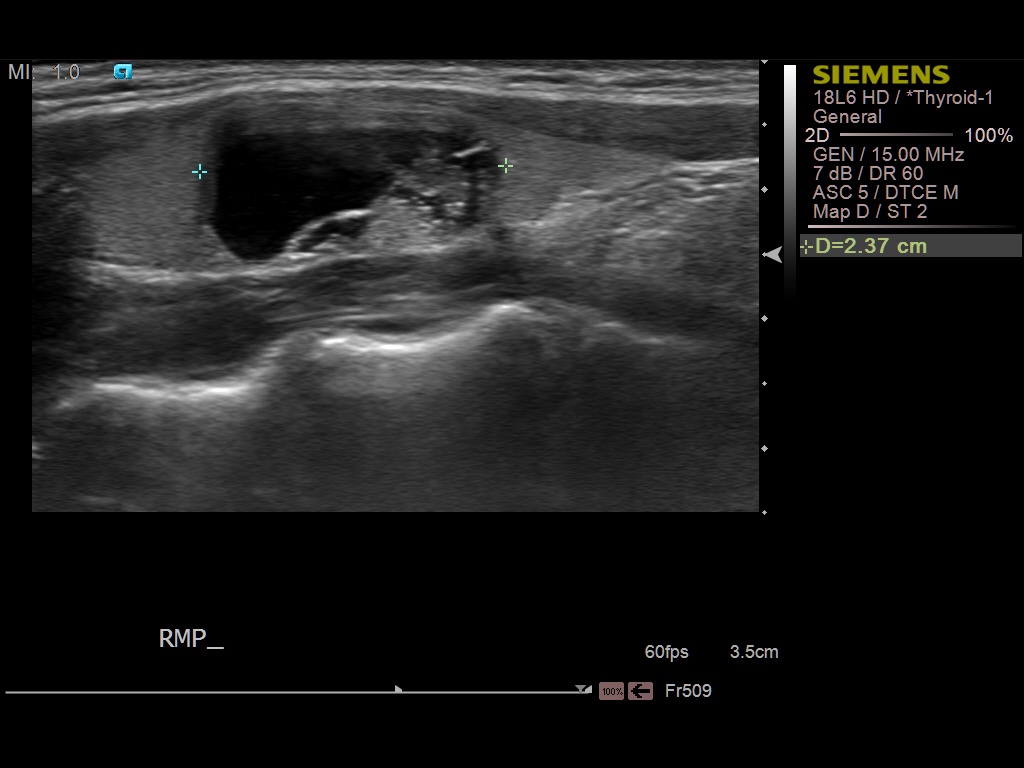 MI: 1.0
SIEMENS
18L6 HD / *Thyroid-1
General
2D 100%
GEN / 15.00 MHz
7 dB / DR 60
ASC 5 / DTCE M
Map D / ST 2
D=2.37 cm
RMP_
60fps 3.5cm
100% Fr509